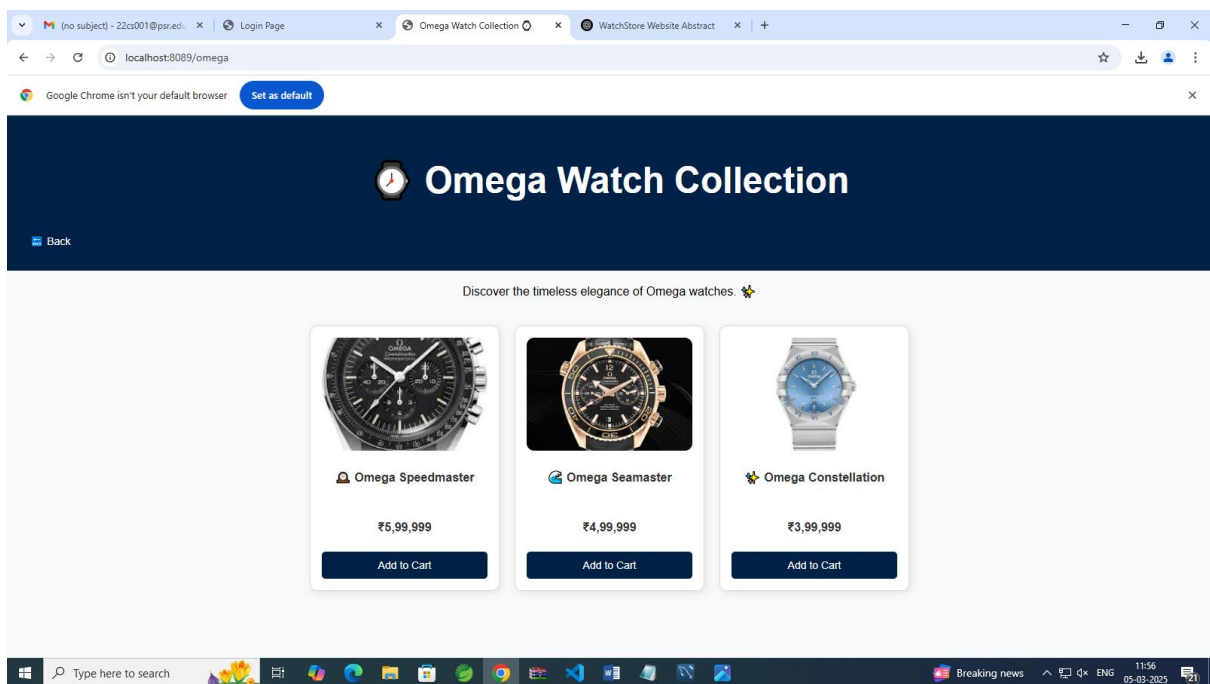 (no subject) - 22cs001@psr.edu
Login Page
Omega Watch Collection
WatchStore Website Abstract
localhost:8089/omega
Google Chrome isn't your default browser
Set as default
Omega Watch Collection
Back
Discover the timeless elegance of Omega watches.
Omega Speedmaster
Omega Seamaster
Omega Constellation
₹5,99,999
₹4,99,999
₹3,99,999
Add to Cart
Add to Cart
Add to Cart
Type here to search
Breaking news
ENG
11:56
05-03-2025
21